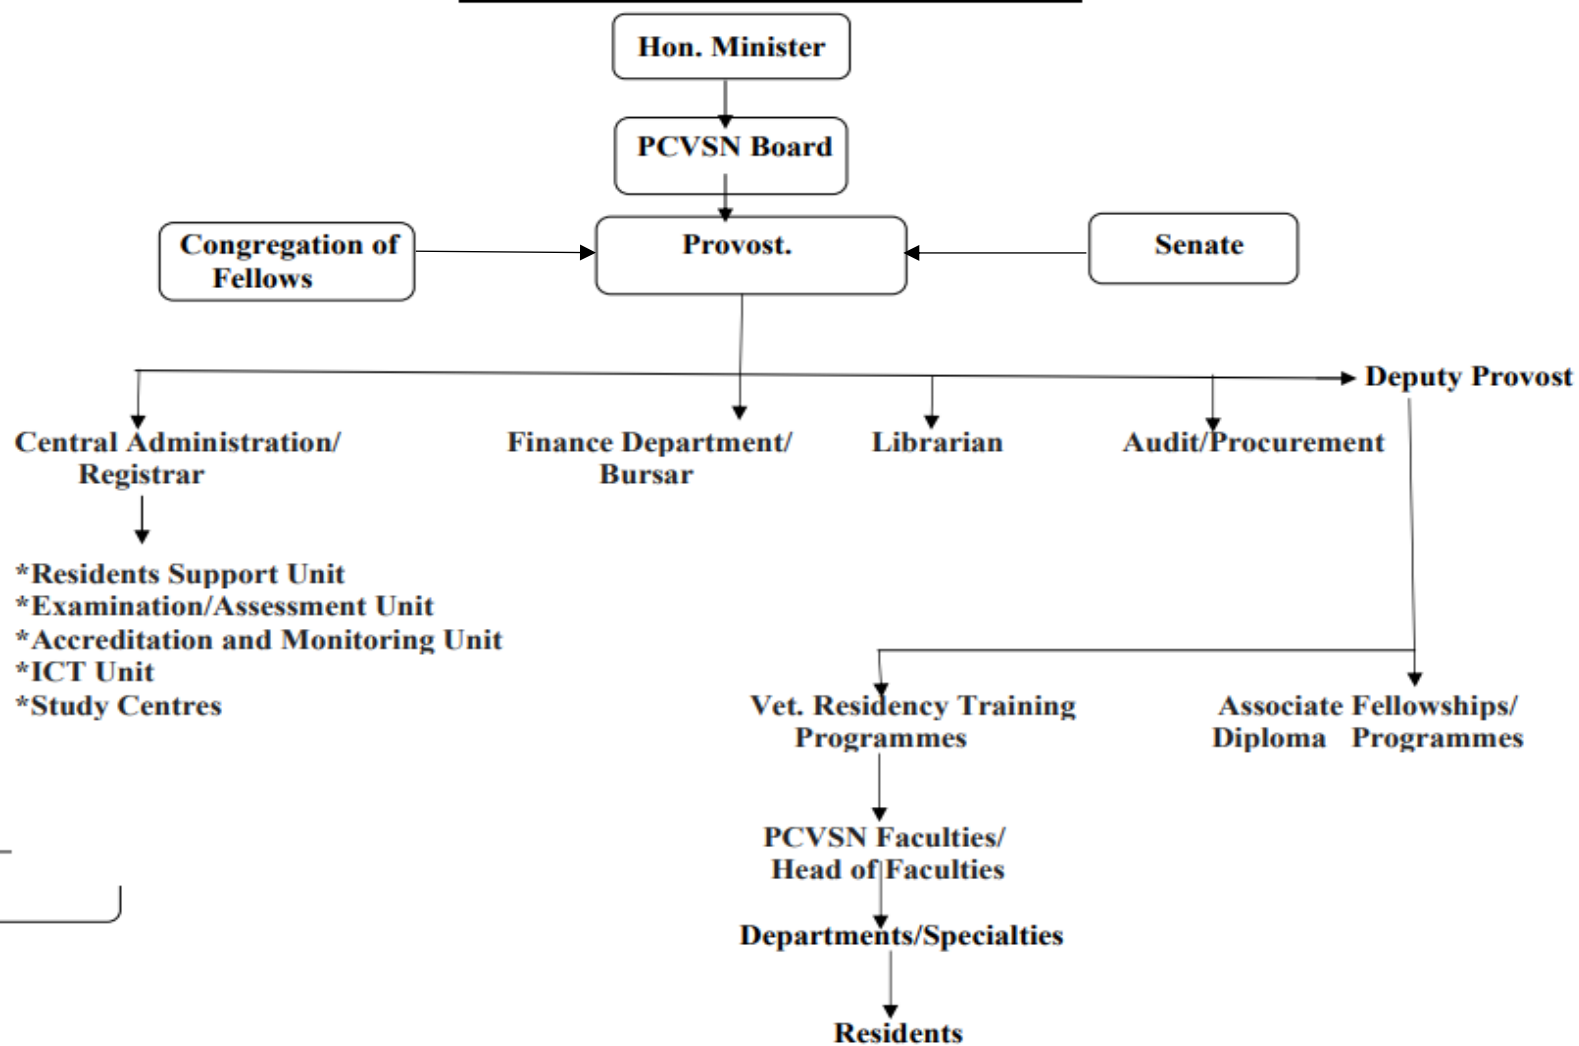 Hon. Minister
PCVSN Board
Congregation of
Fellows
Provost.
Senate
Deputy Provost
Central Administration/
Registrar
Finance Department/
Bursar
Librarian
Audit/Procurement
*Residents Support Unit
*Examination/Assessment Unit
*Accreditation and Monitoring Unit
*ICT Unit
*Study Centres
Vet. Residency Training
Programmes
Associate Fellowships/
Diploma Programmes
PCVSN Faculties/
Head of Faculties
Departments/Specialties
Residents